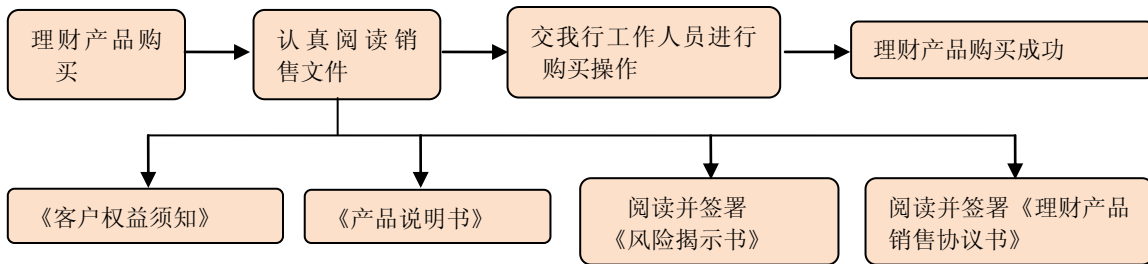 理财产品购
买
认真阅读销
售文件
交我行工作人员进行
购买操作
理财产品购买成功
《客户权益须知》
《产品说明书》
阅读并签署
《风险揭示书》
阅读并签署《理财产品
销售协议书》